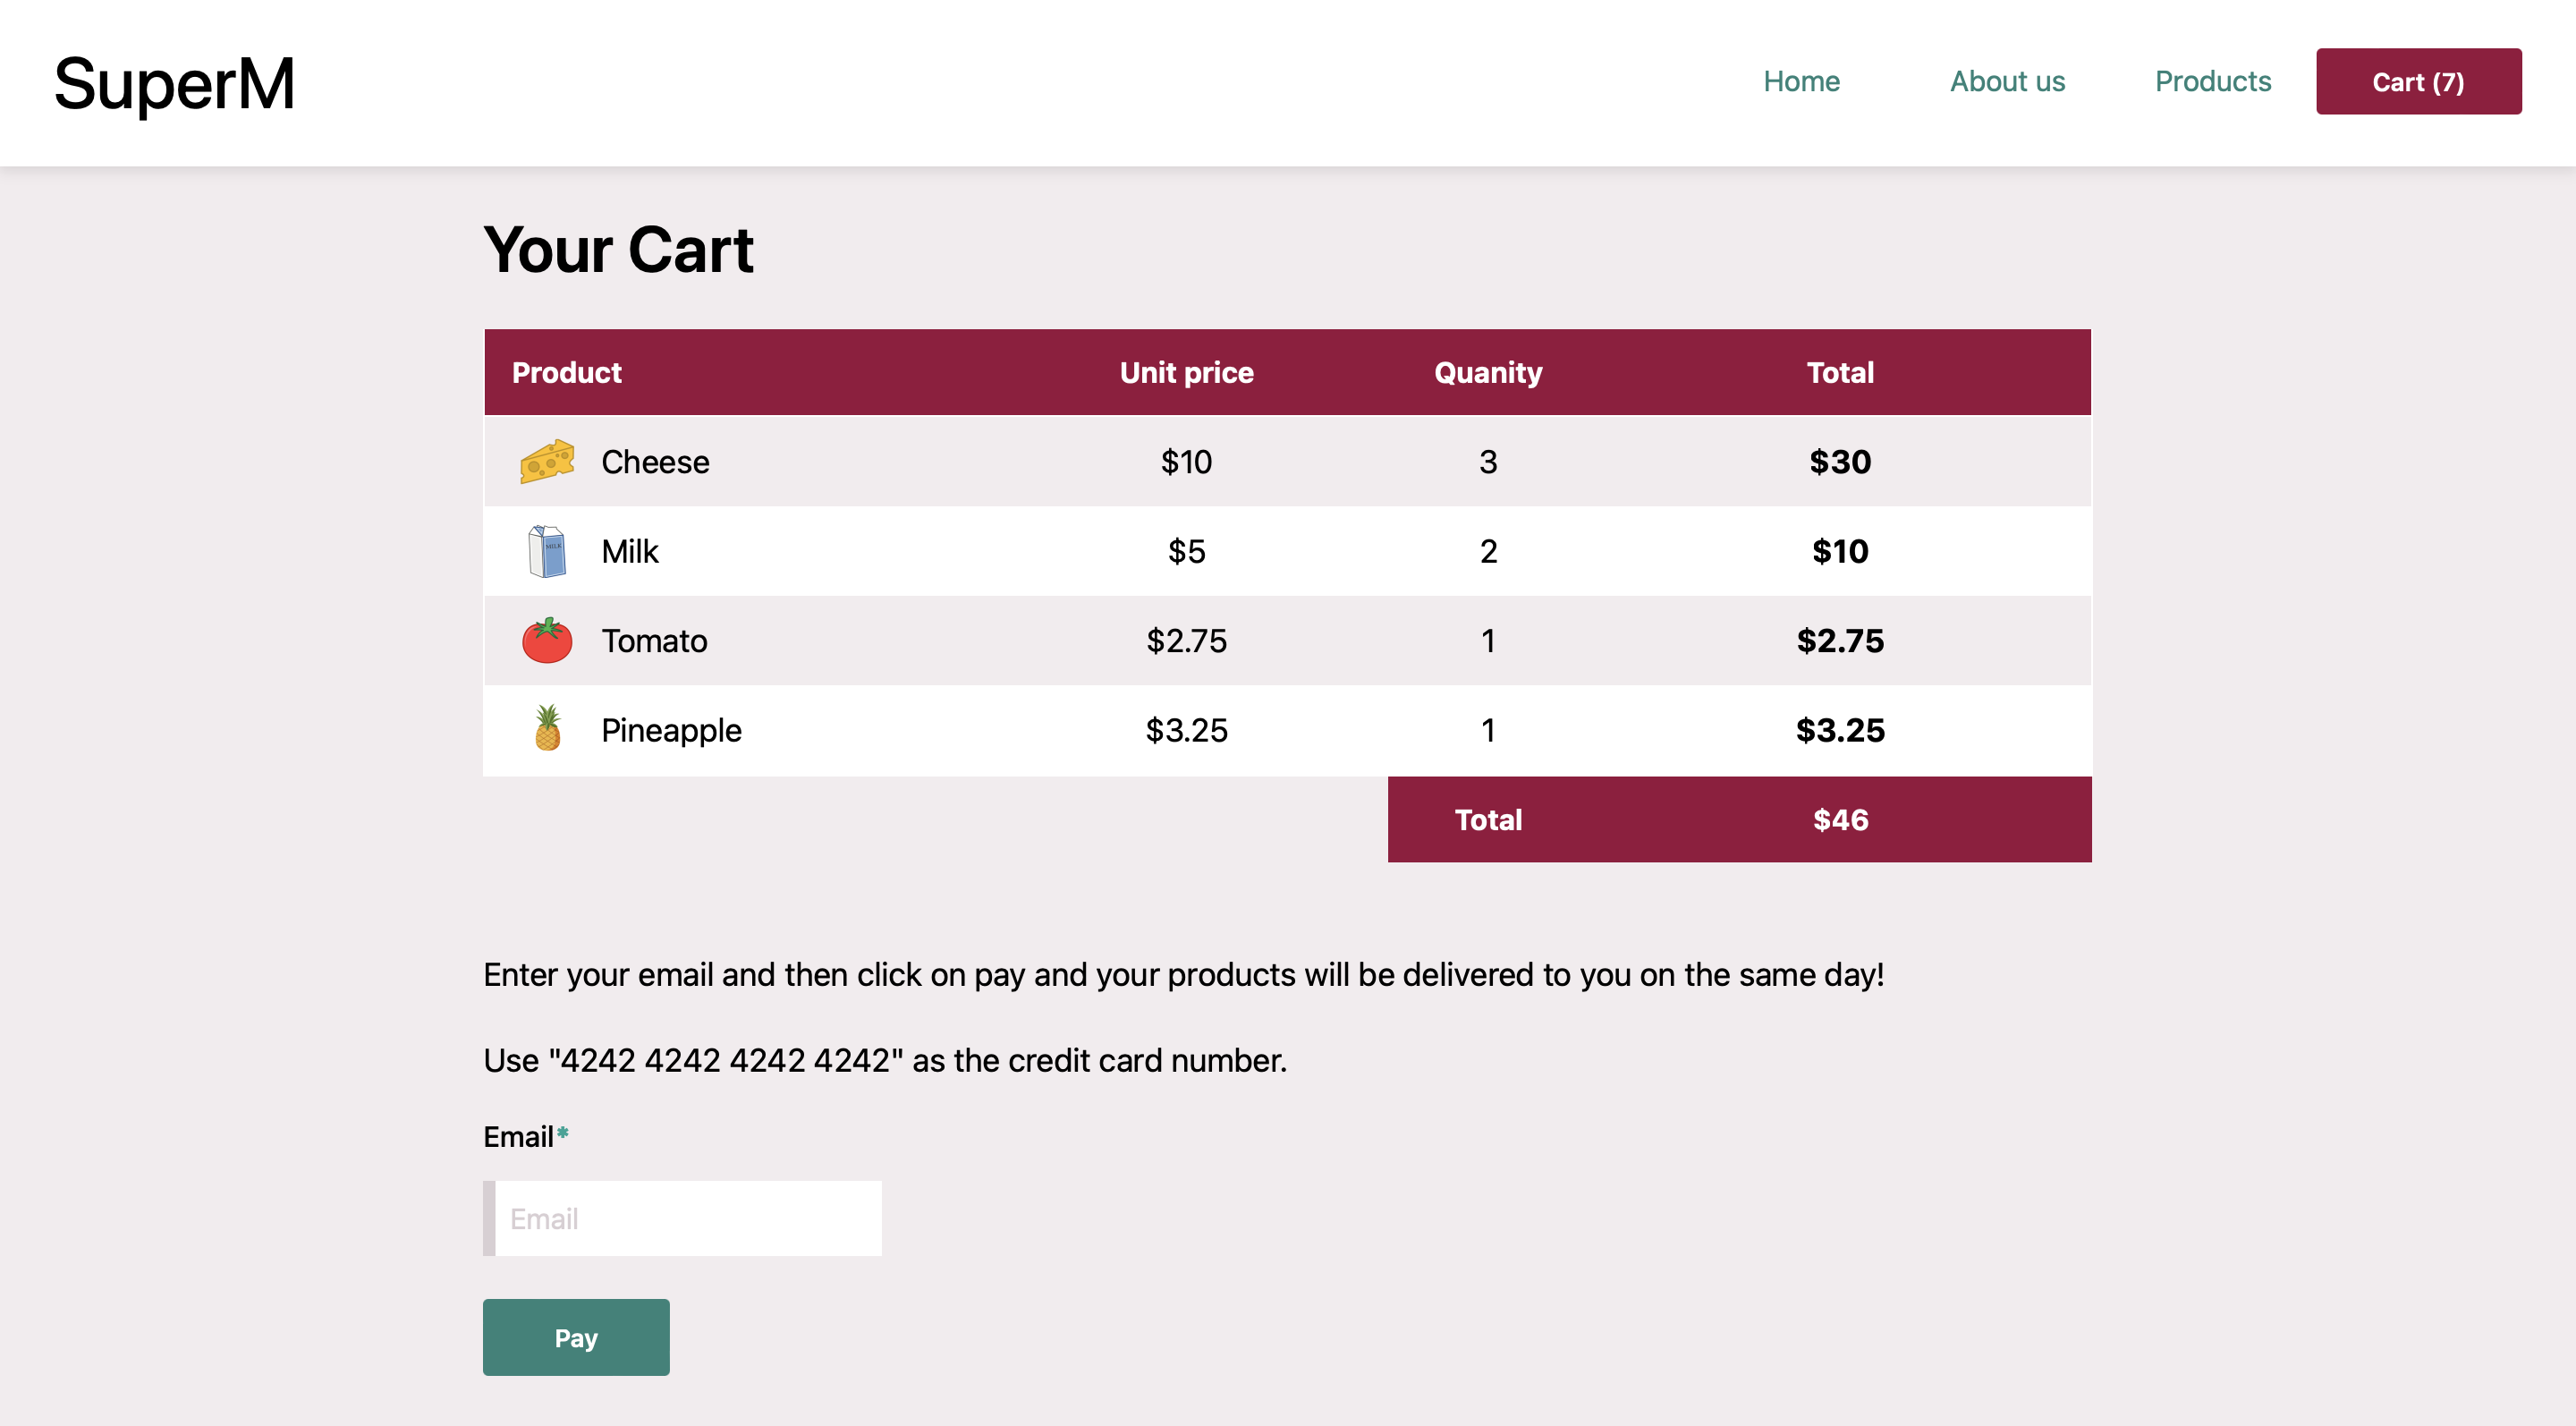 SuperM
Home About us Products Cart (7)
Your Cart
Product Unit price Quanity Total
Cheese $10 3 $30
MILK
Milk $5 2 $10
Tomato $2.75 1 $2.75
Pineapple $3.25 1 $3.25
Total $46
Enter your email and then click on pay and your products will be delivered to you on the same day!
Use "4242 4242 4242 4242" as the credit card number.
Email*
Email
Pay